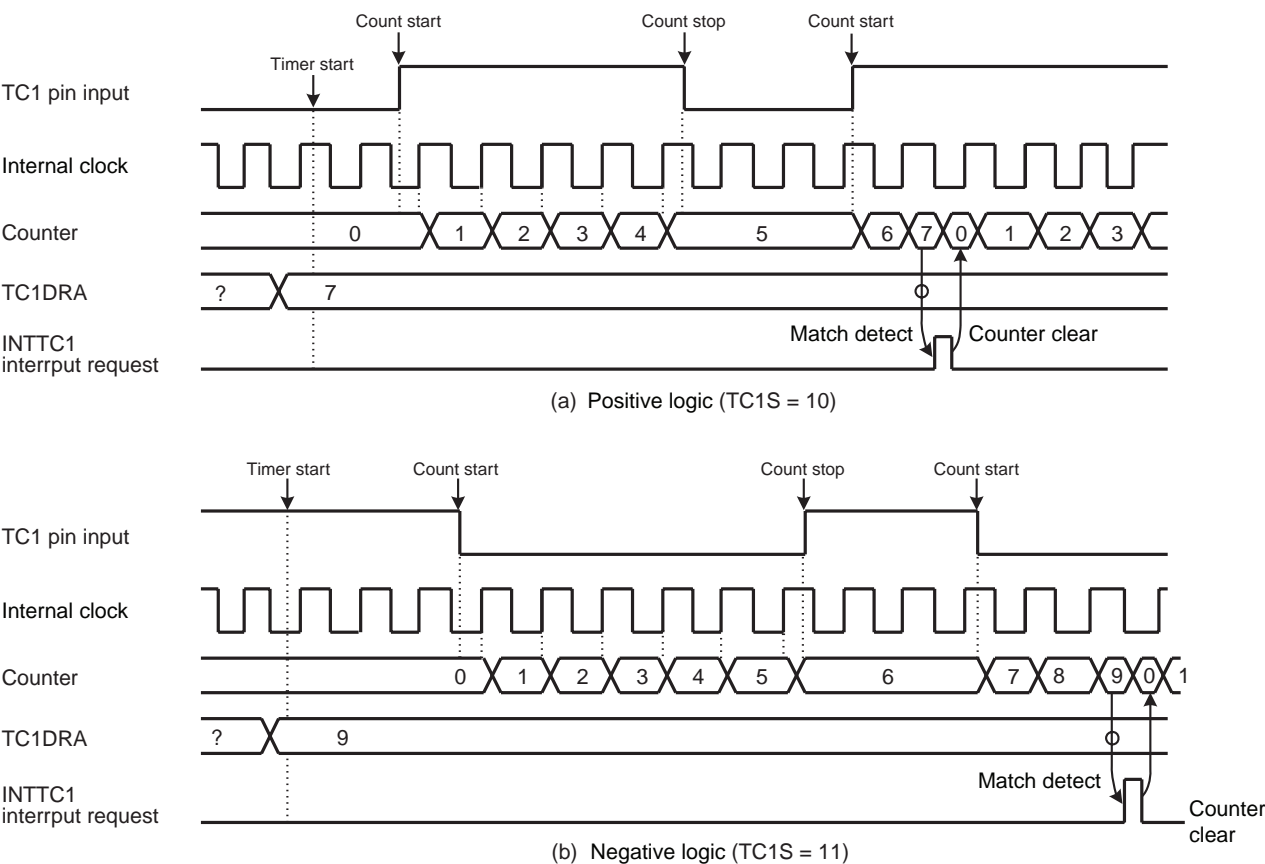 Count start
Count stop
Count start
Timer start
TC1 pin input
Internal clock
Counter
0 1 2 3 4 5 6 7 0 1 2 3
TC1DRA
? 7
Match detect
Counter clear
INTTC1
interrput request
(a) Positive logic (TC1S = 10)
Timer start
Count start
Count stop
Count start
TC1 pin input
Internal clock
Counter
0 1 2 3 4 5 6 7 8 9 0 1
TC1DRA
? 9
Match detect
INTTC1
interrput request
Counter
clear
(b) Negative logic (TC1S = 11)